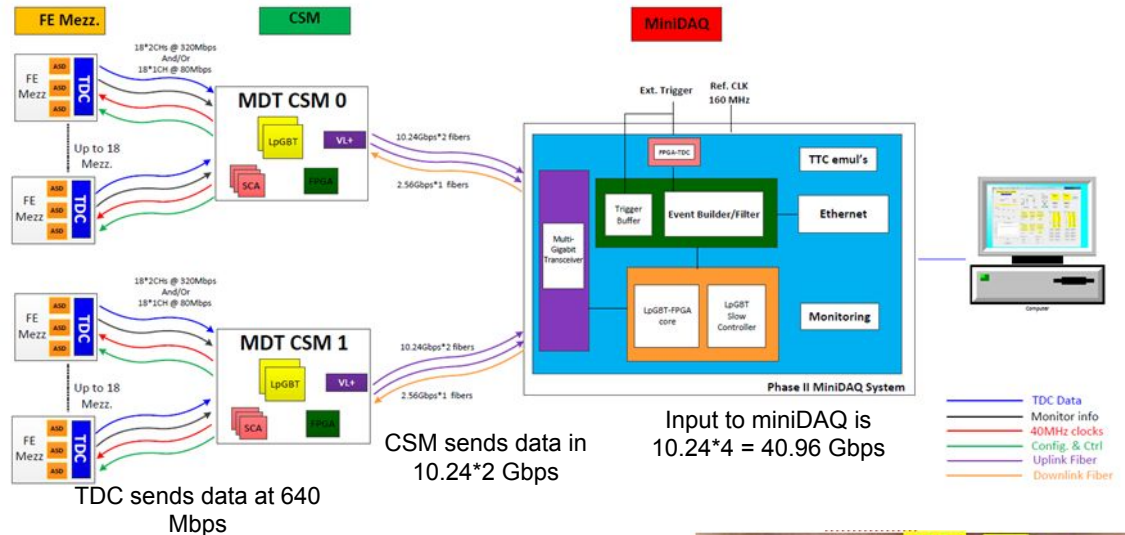 FE Mezz.
CSM
MiniDAQ
18*2CHs @ 320Mbps
And/Or
18*1CH @ 80Mbps
FE
Mezz
ASD
ASD
ASD
TDC
Up to 18
Mezz.
FE
Mezz
ASD
ASD
ASD
TDC
MDT CSM 0
LpGBT
VL+
SCA
FPGA
10.24Gbps*2 fibers
2.56Gbps*1 fibers
Ext. Trigger
Ref. CLK
160 MHz
FPGA-TDC
TTC emul's
Trigger
Buffer
Event Builder/Filter
Ethernet
Multi-
Gigabit
Transceiver
LpGBT-FPGA
core
LpGBT
Slow
Controller
Monitoring
Phase II MiniDAQ System
Computer
18*2CHs @ 320Mbps
And/Or
18*1CH @ 80Mbps
FE
Mezz
ASD
ASD
ASD
TDC
Up to 18
Mezz.
FE
Mezz
ASD
ASD
ASD
TDC
MDT CSM 1
LpGBT
VL+
SCA
FPGA
10.24Gbps*2 fibers
2.56Gbps*1 fibers
TDC sends data at 640
Mbps
CSM sends data in
10.24*2 Gbps
Input to miniDAQ is
10.24*4 = 40.96 Gbps
TDC Data
Monitor info
40MHz clocks
Config. & Ctrl
Uplink Fiber
Downlink Fiber